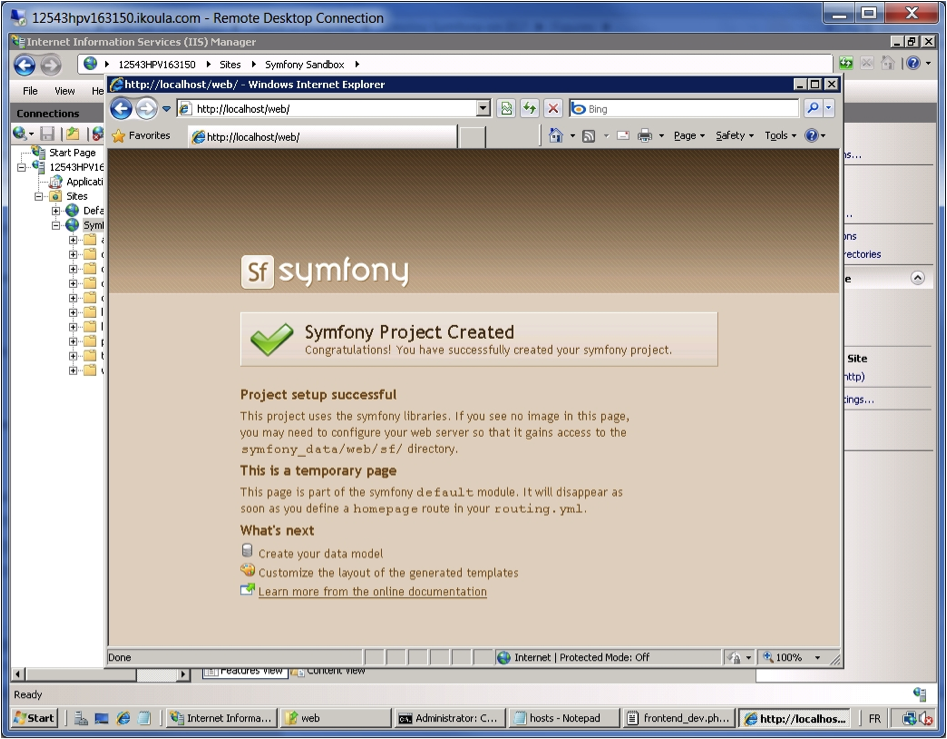 12543hpv163150.ikoula.com - Remote Desktop Connection
Internet Information Services (IIS) Manager
12543HPV163150 Sites Symfony Sandbox
File View He
http://localhost/web/ - Windows Internet Explorer
Connections
http://localhost/web/
Bing
Favorites
http://localhost/web/
Page Safety Tools
Start Page
12543HPV16
Applicati
Sites
Defa
Symf
ns...
ons
rectories
e
Site
http)
tings...
Sf symfony
Symfony Project Created
Congratulations! You have successfully created your symfony project.
Project setup successful
This project uses the symfony libraries. If you see no image in this page,
you may need to configure your web server so that it gains access to the
symfony_data/web/sf/ directory.
This is a temporary page
This page is part of the symfony default module. It will disappear as
soon as you define a homepage route in your routing.yml.
What's next
Create your data model
Customize the layout of the generated templates
Learn more from the online documentation
Done
Internet | Protected Mode: Off
100%
Features View Content View
Ready
Start
Internet Informa...
web
Administrator: C...
hosts - Notepad
frontend_dev.ph...
http://localhos...
FR